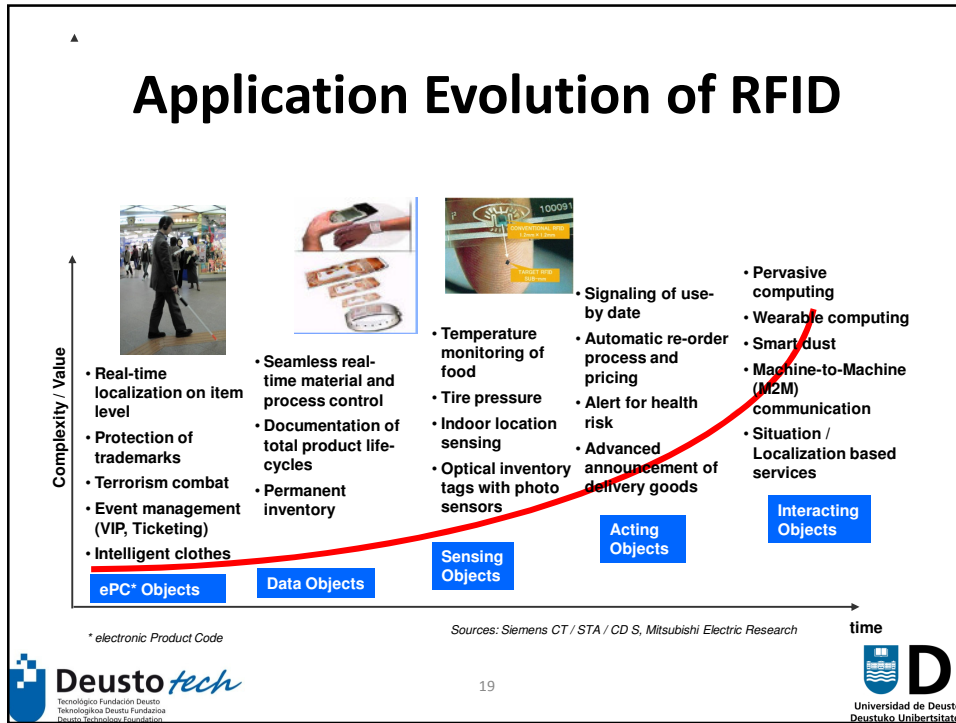 Application Evolution of RFID
Complexity / Value
• Real-time
localization on item
level
• Protection of
trademarks
• Terrorism combat
• Event management
(VIP, Ticketing)
• Intelligent clothes
ePC* Objects
• Seamless real-
time material and
process control
• Documentation of
total product life-
cycles
• Permanent
inventory
Data Objects
100091
CONVENTIONAL RFID
TARGET RFID
• Temperature
monitoring of
food
• Tire pressure
• Indoor location
sensing
• Optical inventory
tags with photo
sensors
Sensing
Objects
• Signaling of use-
by date
• Automatic re-order
process and
pricing
• Alert for health
risk
• Advanced
announcement of
delivery goods
Acting
Objects
• Pervasive
computing
• Wearable computing
• Smart dust
• Machine-to-Machine
(M2M)
communication
• Situation /
Localization based
services
Interacting
Objects
time
* electronic Product Code
Sources: Siemens CT / STA / CD S, Mitsubishi Electric Research
Deusto tech
Tecnológico Fundación Deusto
Teknologikoa Deustu Fundazioa
Deusto Technology Foundation
19
D
Universidad de Deusto
Deustuko Unibertsitatea